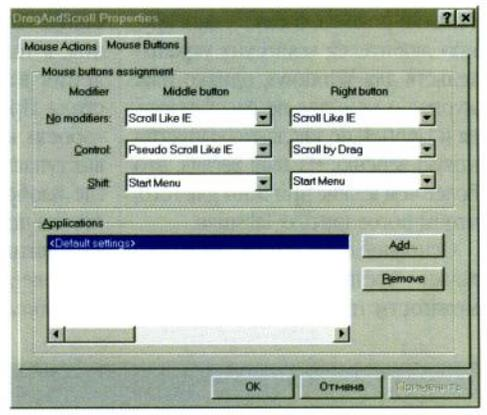 DragAndScroll Properties
Mouse Actions Mouse Buttons
Mouse buttons assignment
Modifier Middle button Right button
No modifiers: Scroll Like IE Scroll Like IE
Control: Pseudo Scroll Like IE Scroll by Drag
Shift: Start Menu Start Menu
Applications
<Default settings>
Add...
Remove
OK Отмена Применить